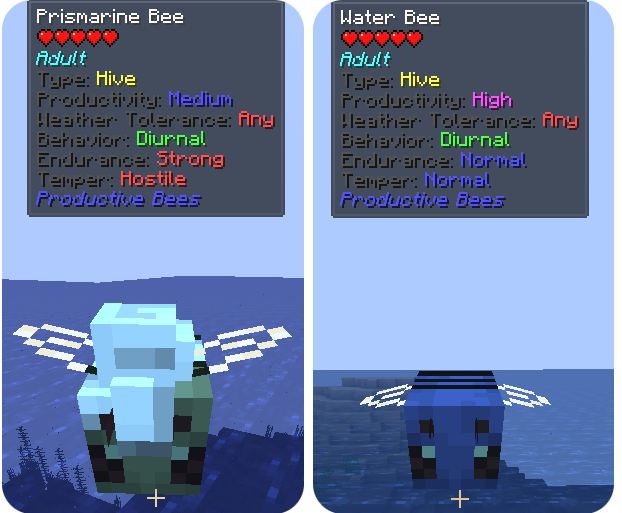 Prismarine Bee
Adult
Type: Hive
Productivity: Medium
Weather Tolerance: Any
Behavior: Diurnal
Endurance: Strong
Temper: Hostile
Productive Bees
Water Bee
Adult
Type: Hive
Productivity: High
Weather Tolerance: Any
Behavior: Diurnal
Endurance: Normal
Temper: Normal
Productive Bees